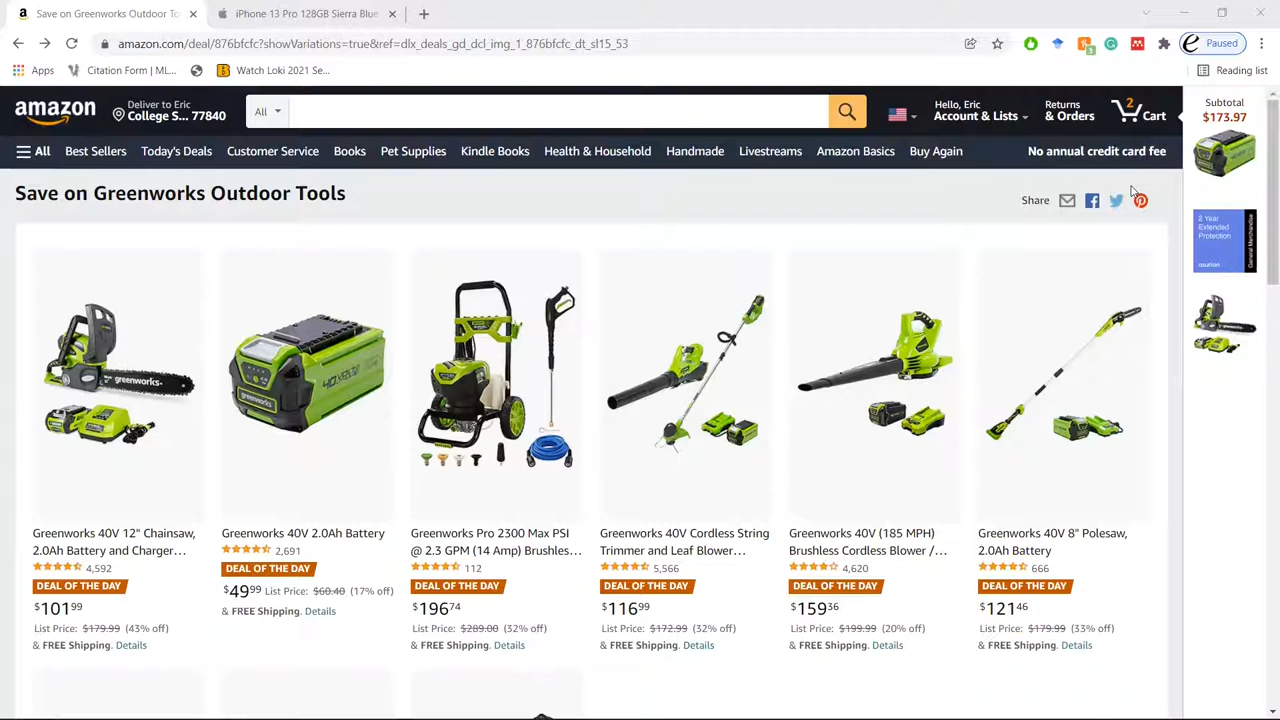 a Save on Greenworks Outdoor To
iPhone 13 Pro 128GB Sierra Blue
amazon.com/deal/876bfcfc?showVariations=true&ref=dlx_deals_gd_dcl_img_1_876bfcfc_dt_sl15_53
Paused
Apps
Citation Form | ML...
Watch Loki 2021 Se...
Reading list
amazon
Deliver to Eric
College S... 77840
All
Hello, Eric
Account & Lists
Returns
& Orders
2
Cart
Subtotal
$173.97
All
Best Sellers
Today's Deals
Customer Service
Books
Pet Supplies
Kindle Books
Health & Household
Handmade
Livestreams
Amazon Basics
Buy Again
No annual credit card fee
Save on Greenworks Outdoor Tools
Share
2 Year
Extended
Protection
General Merchandise
asurion
greenworks
40 VOLT
Greenworks 40V 12" Chainsaw,
2.0Ah Battery and Charger...
4,592
DEAL OF THE DAY
$101.99
List Price: $179.99 (43% off)
& FREE Shipping. Details
Greenworks 40V 2.0Ah Battery
2,691
DEAL OF THE DAY
$49.99 List Price: $60.40 (17% off)
& FREE Shipping. Details
Greenworks Pro 2300 Max PSI
@ 2.3 GPM (14 Amp) Brushles...
112
DEAL OF THE DAY
$196.74
List Price: $289.00 (32% off)
& FREE Shipping. Details
Greenworks 40V Cordless String
Trimmer and Leaf Blower...
5,566
DEAL OF THE DAY
$116.99
List Price: $172.99 (32% off)
& FREE Shipping. Details
Greenworks 40V (185 MPH)
Brushless Cordless Blower /...
4,620
DEAL OF THE DAY
$159.36
List Price: $199.99 (20% off)
& FREE Shipping. Details
Greenworks 40V 8" Polesaw,
2.0Ah Battery
666
DEAL OF THE DAY
$121.46
List Price: $179.99 (33% off)
& FREE Shipping. Details